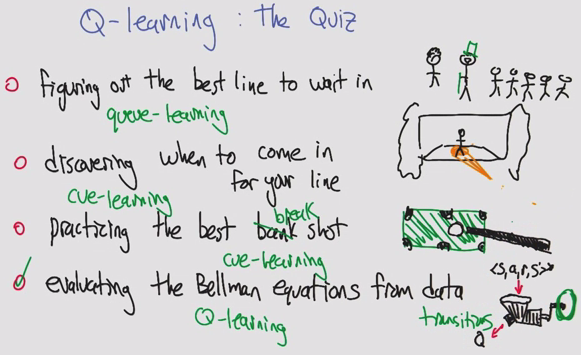 Q-learning : the Quiz
figuring out the best line to wait in
queue-learning
discovering when to come in
for your line
cue-learning
break
practicing the best bank shot
cue-learning
evaluating the Bellman equations from data
<s,a,r,s'>
Q-learning
transitions
Q